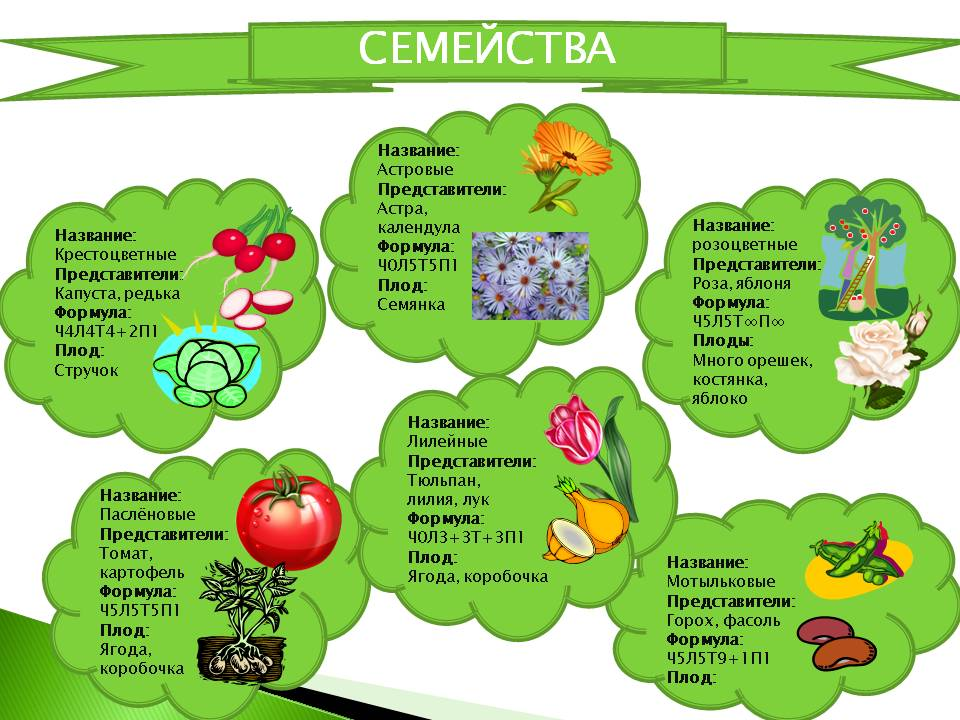 СЕМЕЙСТВА
Название:
Крестоцветные
Представители:
Капуста, редька
Формула:
Ч4Л4Т4+2П1
Плод:
Стручок
Название:
Астровые
Представители:
Астра,
календула
Формула:
Ч0Л5Т5П1
Плод:
Семянка
Название:
розоцветные
Представители:
Роза, яблоня
Формула:
Ч5Л5Т∞П∞
Плоды:
Много орешек,
костянка,
яблоко
Название:
Паслёновые
Представители:
Томат,
картофель
Формула:
Ч5Л5Т5П1
Плод:
Ягода,
коробочка
Название:
Лилейные
Представители:
Тюльпан,
лилия, лук
Формула:
Ч0Л3+3Т+3П1
Плод:
Ягода, коробочка
Название:
Мотыльковые
Представители:
Горох, фасоль
Формула:
Ч5Л5Т9+1П1
Плод: